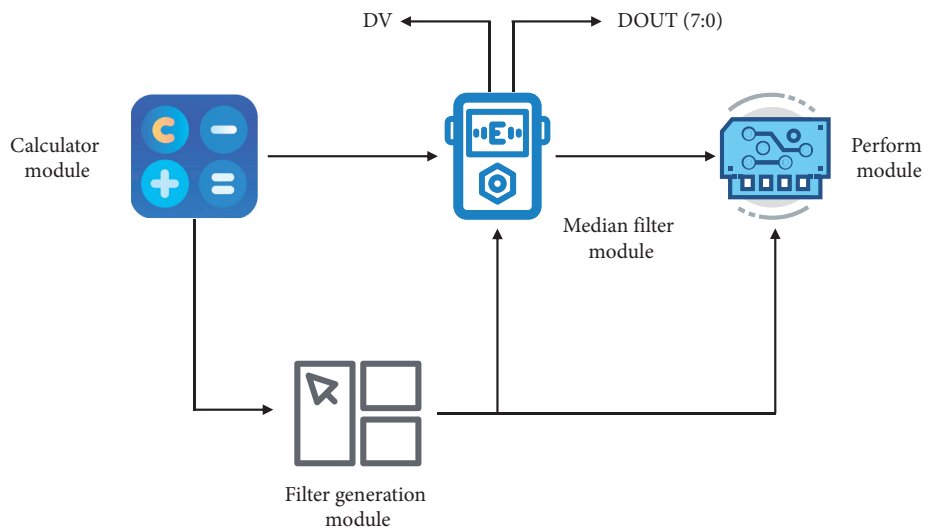 DV
DOUT (7:0)
Calculator
module
C
E
Perform
module
Median filter
module
Filter generation
module